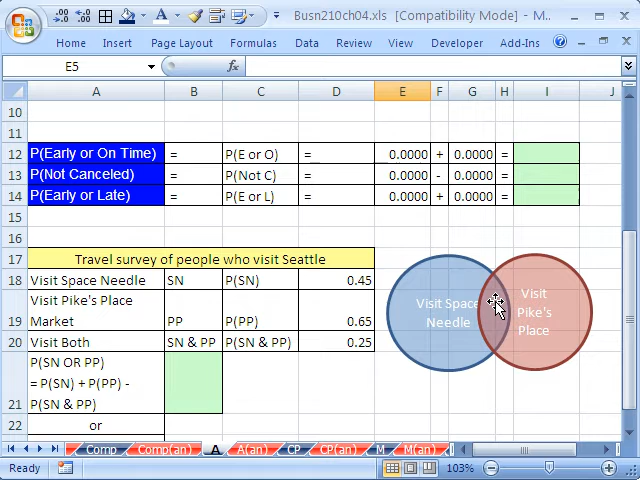 Busn210ch04.xls [Compatibility Mode] - M...
Home Insert Page Layout Formulas Data Review View Developer Add-Ins
E5 fx
A B C D E F G H I J
10
11
12 P(Early or On Time) = P(E or O) = 0.0000 + 0.0000 =
13 P(Not Canceled) = P(Not C) = 0.0000 - 0.0000 =
14 P(Early or Late) = P(E or L) = 0.0000 + 0.0000 =
15
16
17 Travel survey of people who visit Seattle
18 Visit Space Needle SN P(SN) 0.45
Visit Pike's Place
19 Market PP P(PP) 0.65
20 Visit Both SN & PP P(SN & PP) 0.25
P(SN OR PP)
= P(SN) + P(PP) -
21 P(SN & PP)
22 or
Visit Space
Needle
Visit
Pike's
Place
Comp Comp(an) A A(an) CP CP(an) M M(an)
Ready 103%